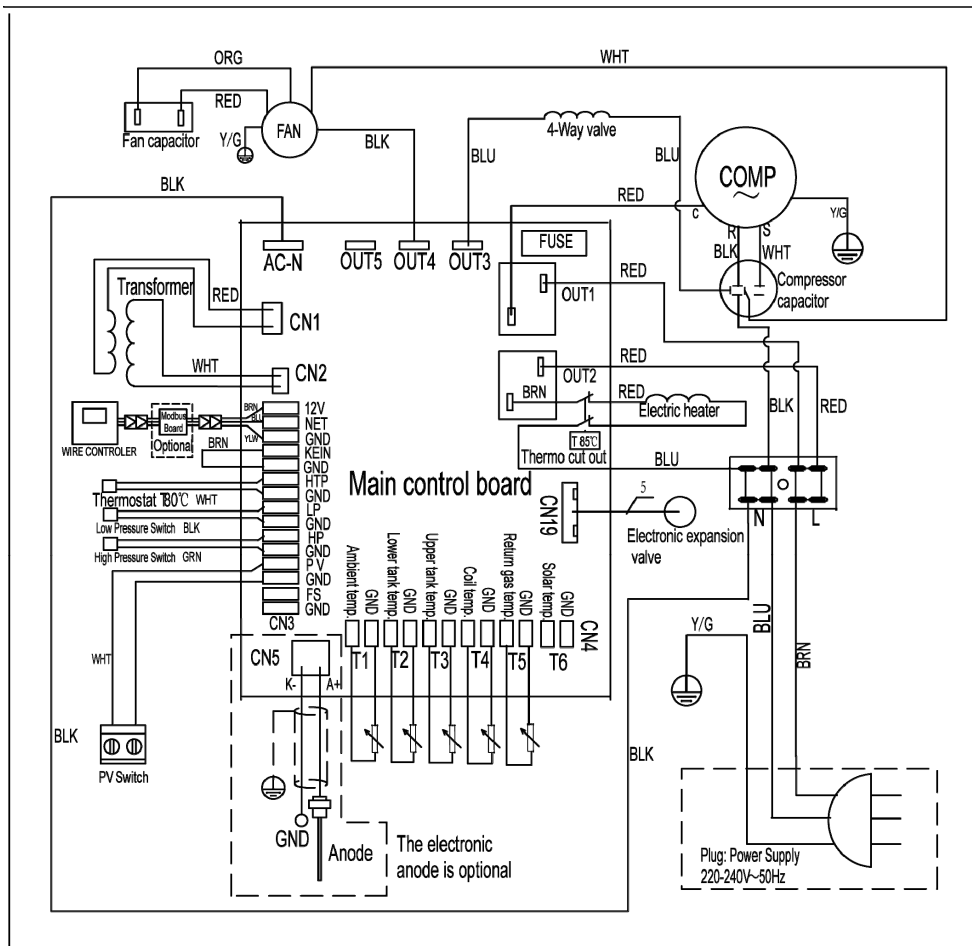 ORG
WHT
RED
Fan capacitor
Y/G
FAN
BLK
4-Way valve
BLU
BLU
COMP
BLK
RED
C
Y/G
R
S
BLK
WHT
AC-N
OUT5
OUT4
OUT3
FUSE
Compressor
capacitor
Transformer
RED
OUT1
RED
CN1
WHT
CN2
OUT2
RED
BRN
RED
Electric heater
BLK
RED
T 85℃
Thermo cut out
BLU
WIRE CONTROLER
Modbus
Board
Optional
BRN
BLU
YLW
BRN
12V
NET
GND
KEIN
GND
HTP
GND
LP
GND
HP
GND
PV
GND
FS
GND
CN3
Thermostat T80℃ WHT
Low Pressure Switch BLK
High Pressure Switch GRN
Main control board
CN19
5
Electronic expansion
valve
N
L
Ambient temp.
GND
Lower tank temp.
GND
Upper tank temp.
GND
Coil temp.
GND
Return gas temp.
GND
Solar temp.
GND
CN4
T1
T2
T3
T4
T5
T6
CN5
K-
A+
WHT
BLK
PV Switch
GND
Anode
The electronic
anode is optional
Y/G
BLU
BRN
BLK
Plug: Power Supply
220-240V~50Hz